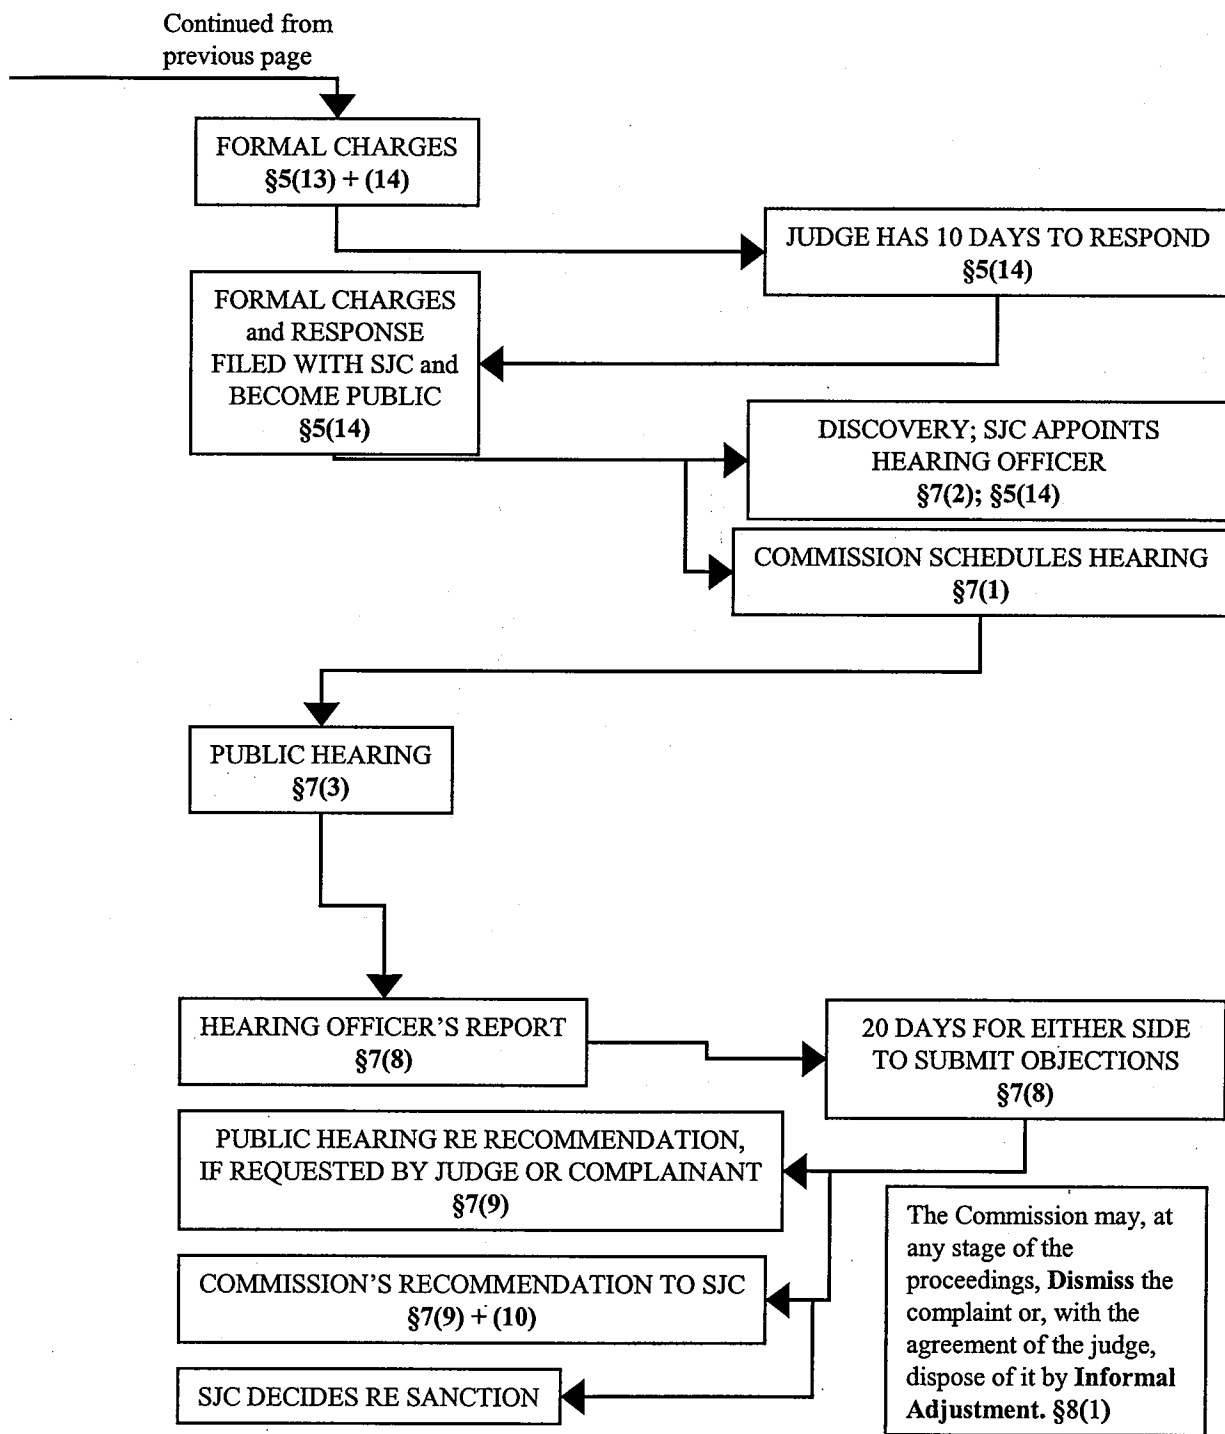 Continued from
previous page
FORMAL CHARGES
§5(13) + (14)
JUDGE HAS 10 DAYS TO RESPOND
§5(14)
FORMAL CHARGES
and RESPONSE
FILED WITH SJC and
BECOME PUBLIC
§5(14)
DISCOVERY; SJC APPOINTS
HEARING OFFICER
§7(2); §5(14)
COMMISSION SCHEDULES HEARING
§7(1)
PUBLIC HEARING
§7(3)
HEARING OFFICER'S REPORT
§7(8)
20 DAYS FOR EITHER SIDE
TO SUBMIT OBJECTIONS
§7(8)
PUBLIC HEARING RE RECOMMENDATION,
IF REQUESTED BY JUDGE OR COMPLAINANT
§7(9)
COMMISSION'S RECOMMENDATION TO SJC
§7(9) + (10)
SJC DECIDES RE SANCTION
The Commission may, at
any stage of the
proceedings, Dismiss the
complaint or, with the
agreement of the judge,
dispose of it by Informal
Adjustment. §8(1)